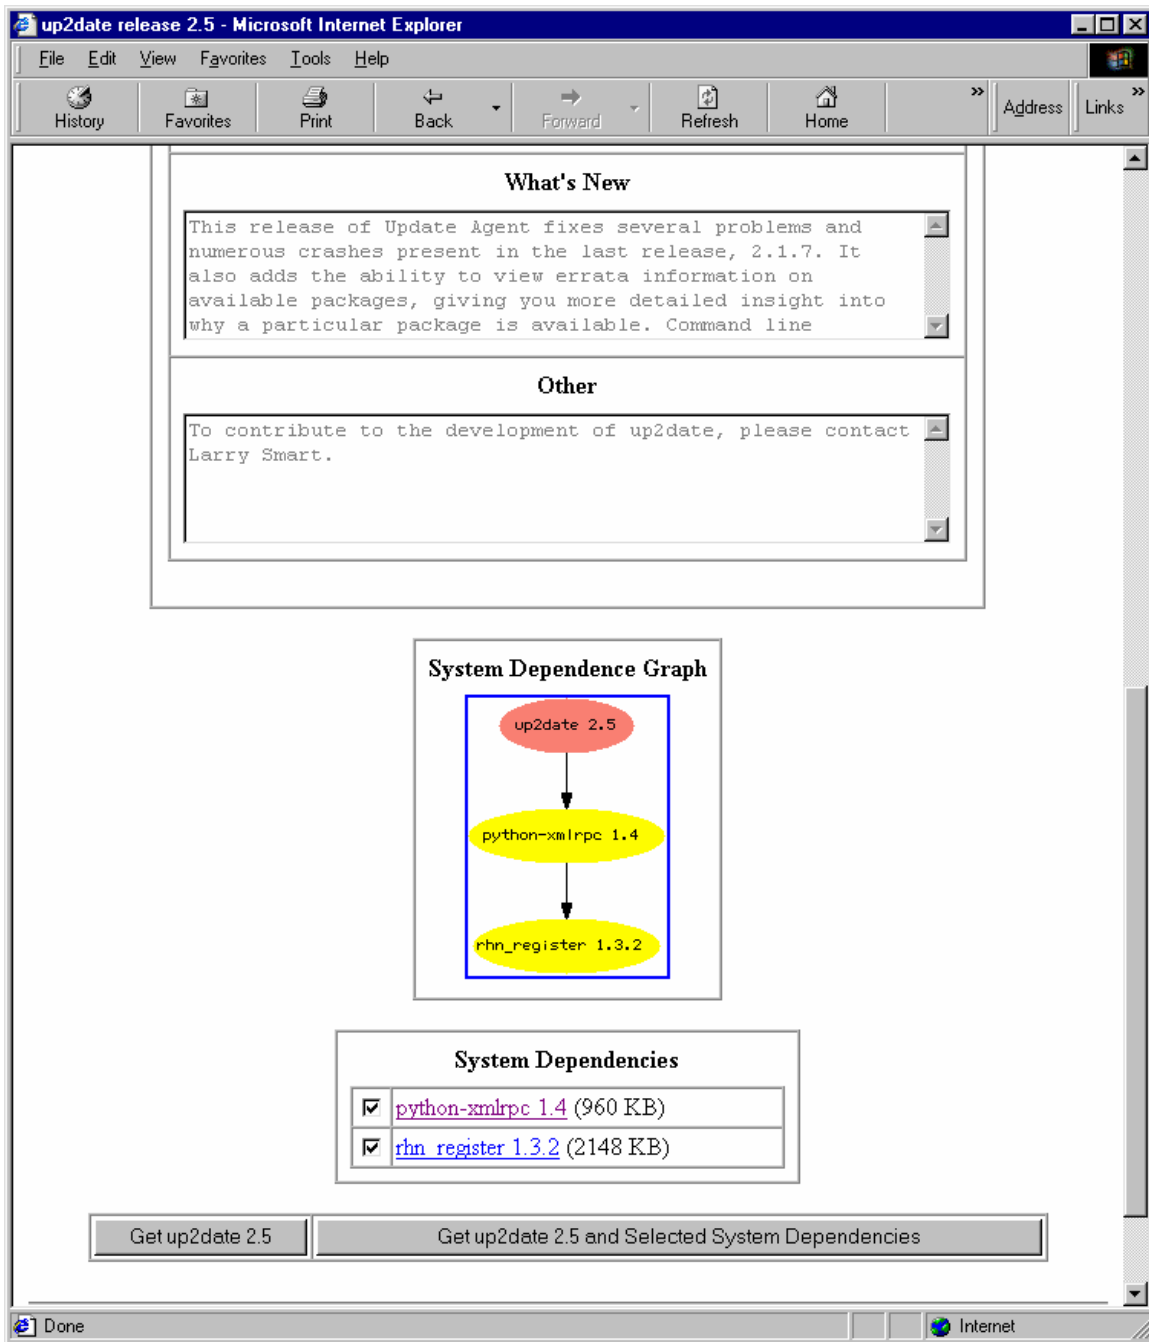 up2date release 2.5 - Microsoft Internet Explorer
File Edit View Favorites Tools Help
History Favorites Print Back Forward Refresh Home » Address Links »
What's New
This release of Update Agent fixes several problems and
numerous crashes present in the last release, 2.1.7. It
also adds the ability to view errata information on
available packages, giving you more detailed insight into
why a particular package is available. Command line
Other
To contribute to the development of up2date, please contact
Larry Smart.
System Dependence Graph
up2date 2.5
python-xmlrpc 1.4
rhn_register 1.3.2
System Dependencies
python-xmlrpc 1.4 (960 KB)
rhn_register 1.3.2 (2148 KB)
Get up2date 2.5 Get up2date 2.5 and Selected System Dependencies
Done Internet